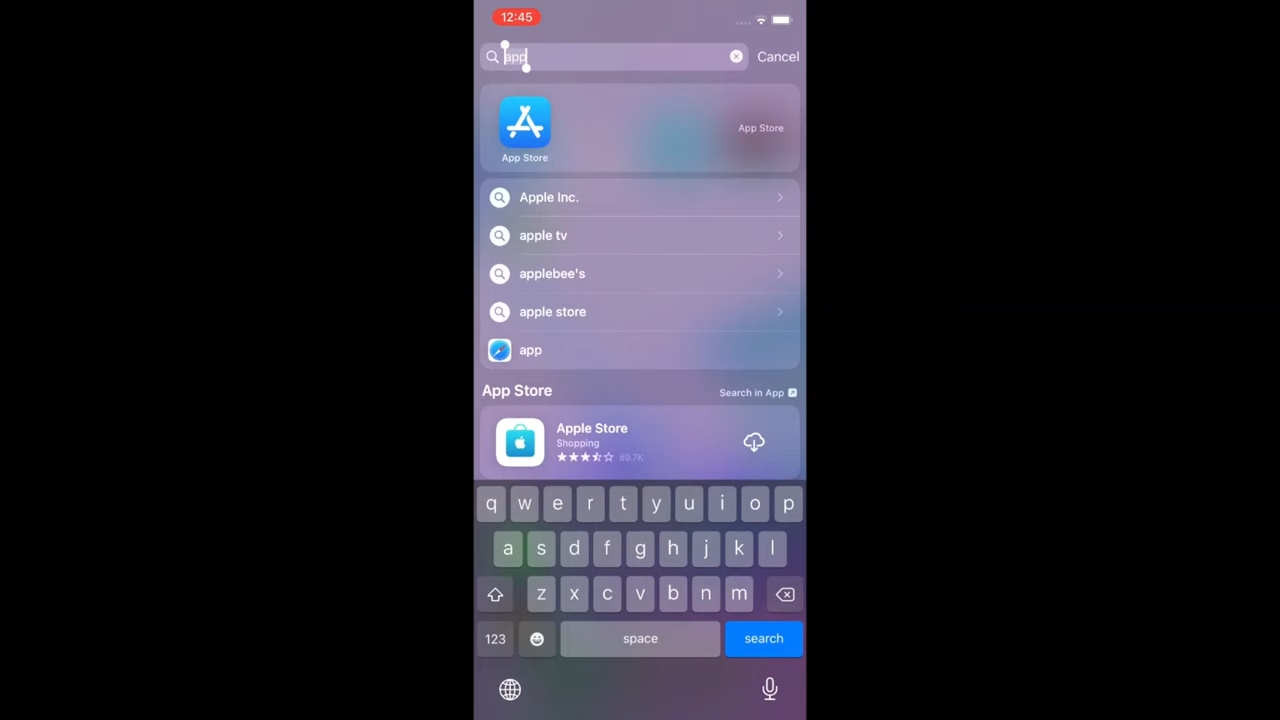 12:45
app
Cancel
App Store
App Store
Apple Inc.
apple tv
applebee's
apple store
app
App Store
Search in App
Apple Store
Shopping
69.7K
q w e r t y u i o p
a s d f g h j k l
z x c v b n m
123
space
search